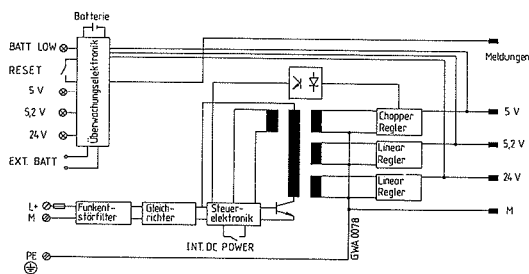 Batterie
BATT LOW
RESET
5 V
5,2 V
24 V
EXT. BATT
Überwachungselektronik
Meldungen
Chopper
Regler
5 V
Linear
Regler
5,2 V
Linear
Regler
24 V
M
L+
M
Funkent-
störfilter
Gleich-
richter
Steuer-
elektronik
INT. DC POWER
PE
GWA 0078